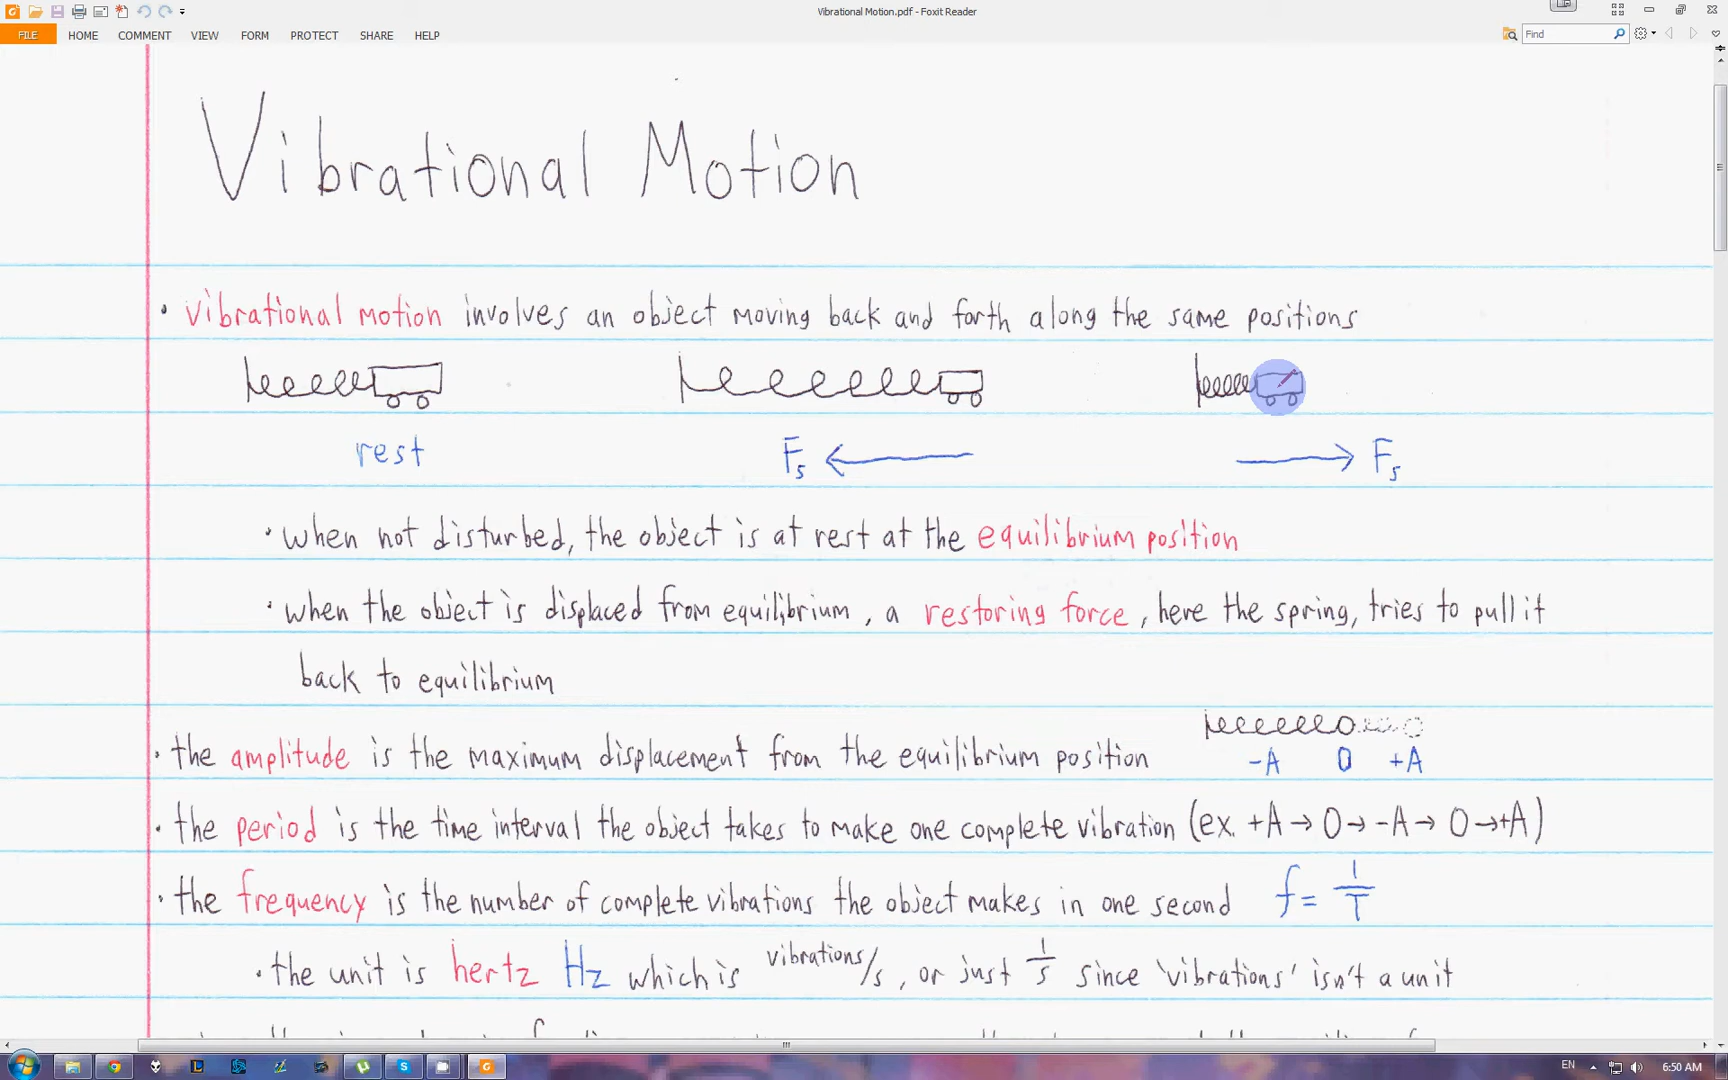 Vibrational Motion.pdf - Foxit Reader
FILE HOME COMMENT VIEW FORM PROTECT SHARE HELP
Find
Vibrational Motion
• vibrational motion involves an object moving back and forth along the same positions
rest
Fs
Fs
• when not disturbed, the object is at rest at the equilibrium position
• when the object is displaced from equilibrium, a restoring force, here the spring, tries to pull it
back to equilibrium
• the amplitude is the maximum displacement from the equilibrium position
-A 0 +A
• the period is the time interval the object takes to make one complete vibration (ex. +A → 0 → -A → 0 → +A)
• the frequency is the number of complete vibrations the object makes in one second f = 1/T
• the unit is hertz Hz which is vibrations/s, or just 1/s since 'vibrations' isn't a unit
EN 6:50 AM